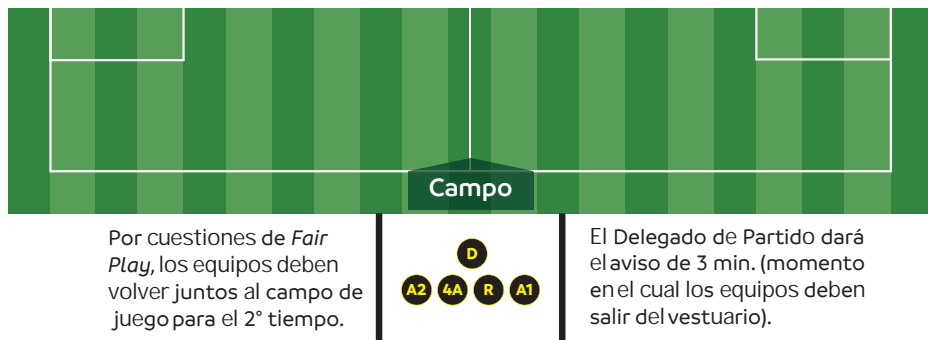 Campo
Por cuestiones de Fair
Play, los equipos deben
volver juntos al campo de
juego para el 2° tiempo.
D
A2 4A R A1
El Delegado de Partido dará
el aviso de 3 min. (momento
en el cual los equipos deben
salir del vestuario).